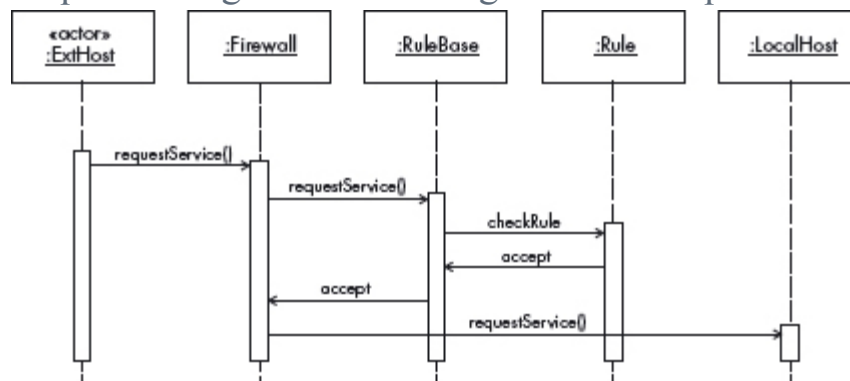 «actor»
:ExtHost
:Firewall
:RuleBase
:Rule
:LocalHost
requestService()
requestService()
checkRule
accept
accept
requestService()